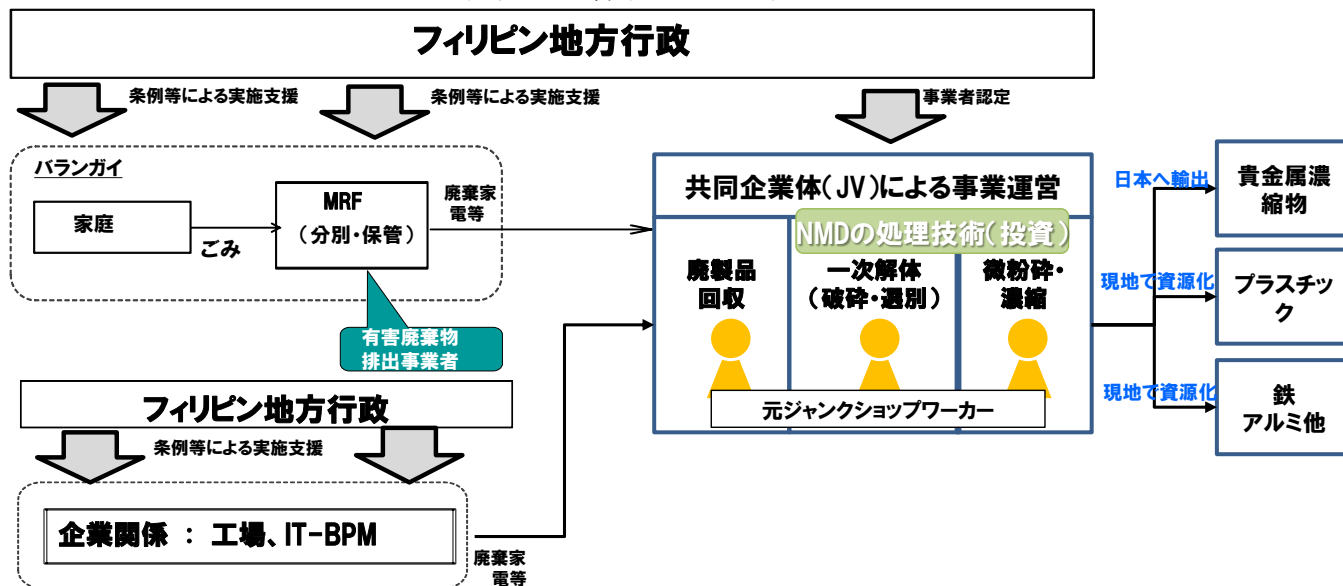 フィリピン地方行政
条例等による実施支援
条例等による実施支援
事業者認定
バランガイ
家庭
ごみ
MRF
（分別・保管）
廃棄家
電等
有害廃棄物
排出事業者
共同企業体（JV）による事業運営
NMDの処理技術（投資）
廃製品
回収
一次解体
（破砕・選別）
微粉砕・
濃縮
元ジャンクショップワーカー
日本へ輸出
貴金属濃
縮物
現地で資源化
プラスチッ
ク
現地で資源化
鉄
アルミ他
フィリピン地方行政
条例等による実施支援
企業関係 ： 工場、IT-BPM
廃棄家
電等